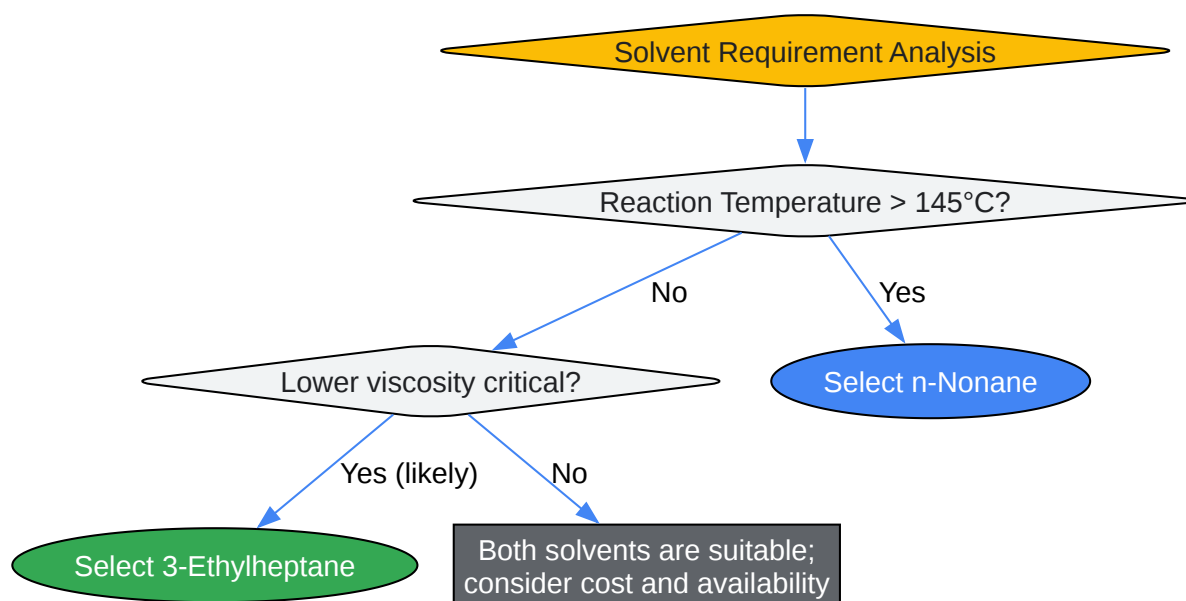 Solvent Requirement Analysis
Reaction Temperature > 145°C?
No
Yes
Lower viscosity critical?
Select n-Nonane
Yes (likely)
No
Select 3-Ethylheptane
Both solvents are suitable;
consider cost and availability